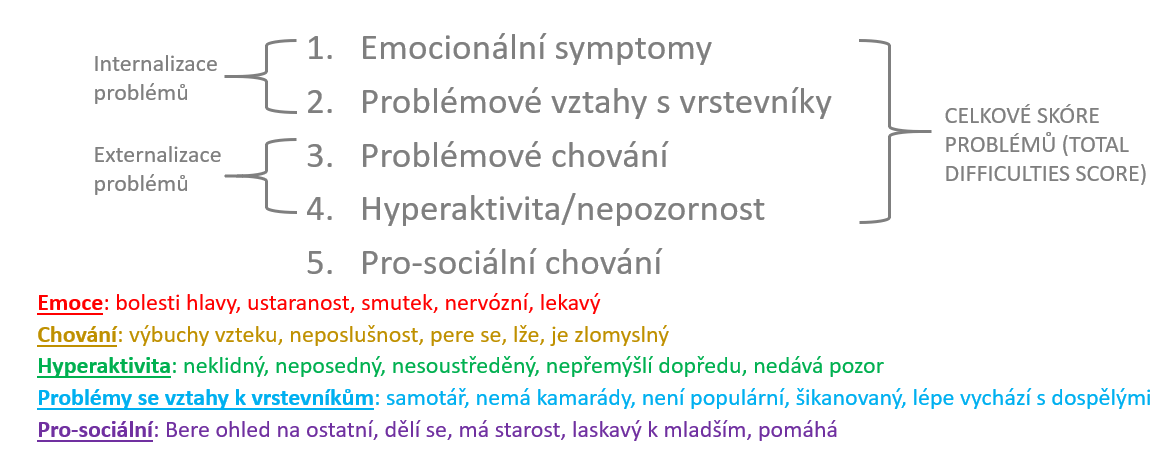 Internalizace
problémů
Externalizace
problémů
1. Emocionální symptomy
2. Problémové vztahy s vrstevníky
3. Problémové chování
4. Hyperaktivita/nepozornost
5. Pro-sociální chování
CELKOVÉ SKÓRE
PROBLÉMŮ (TOTAL
DIFFICULTIES SCORE)
Emoce: bolesti hlavy, ustaranost, smutek, nervózní, lekavý
Chování: výbuchy vzteku, neposlušnost, pere se, lže, je zlomyslný
Hyperaktivita: neklidný, neposedný, nesoustředěný, nepřemýšlí dopředu, nedává pozor
Problémy se vztahy k vrstevníkům: samotář, nemá kamarády, není populární, šikanovaný, lépe vychází s dospělými
Pro-sociální: Bere ohled na ostatní, dělí se, má starost, laskavý k mladším, pomáhá